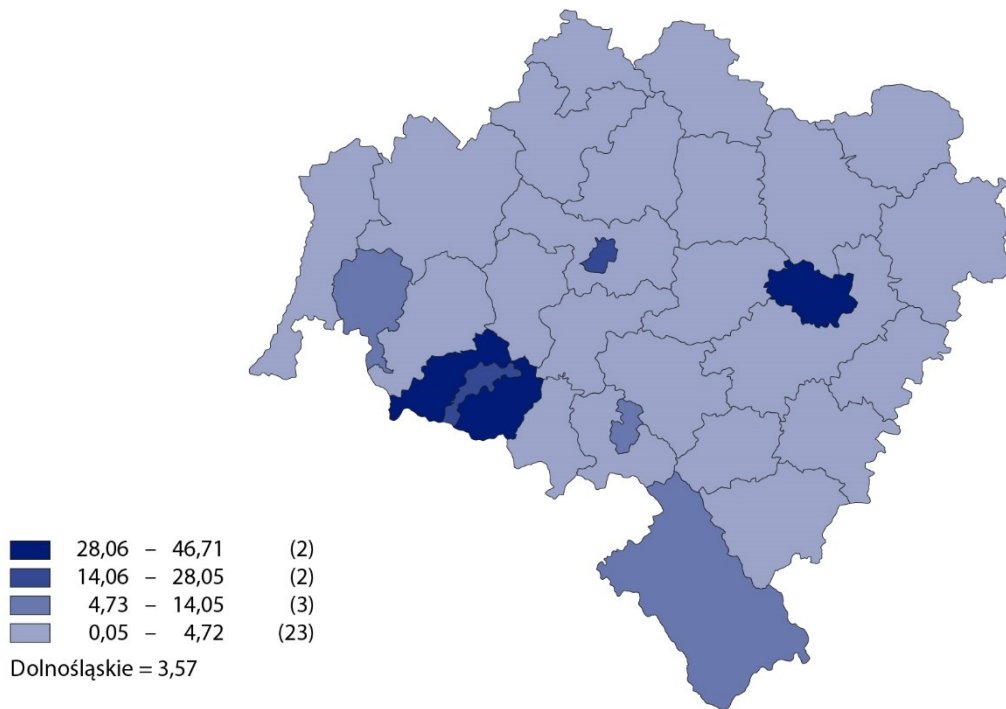 28,06 – 46,71 (2)
14,06 – 28,05 (2)
4,73 – 14,05 (3)
0,05 – 4,72 (23)
Dolnośląskie = 3,57